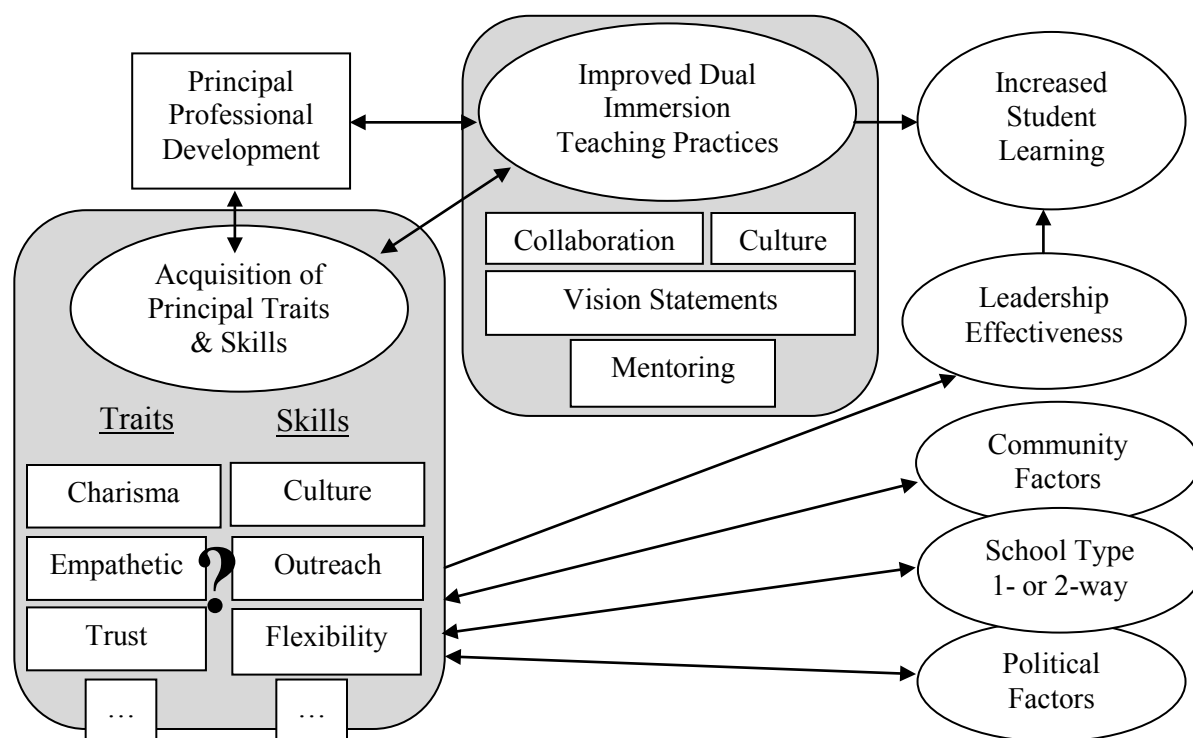 Principal
Professional
Development
Improved Dual
Immersion
Teaching Practices
Increased
Student
Learning
Collaboration
Culture
Vision Statements
Mentoring
Acquisition of
Principal Traits
& Skills
Leadership
Effectiveness
Traits
Skills
Charisma
Culture
Empathetic
?
Outreach
Trust
Flexibility
…
…
Community
Factors
School Type
1- or 2-way
Political
Factors